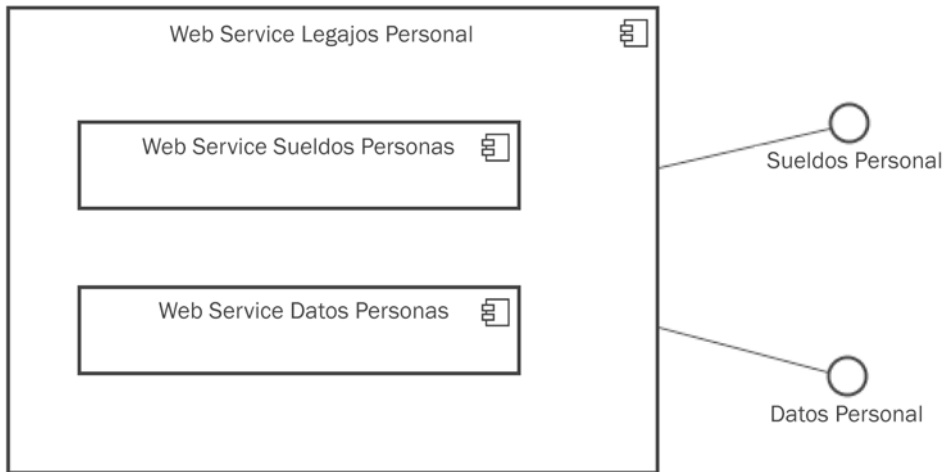 Web Service Legajos Personal
Web Service Sueldos Personas
Sueldos Personal
Web Service Datos Personas
Datos Personal